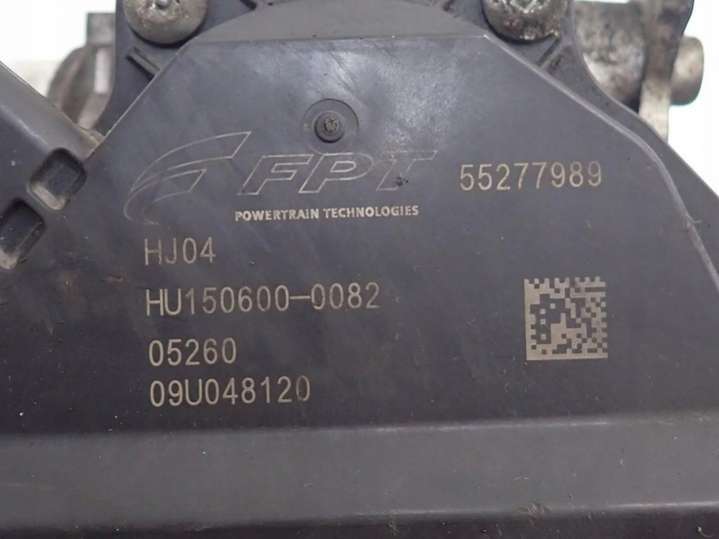 FPT 55277989
POWERTRAIN TECHNOLOGIES
HJ04
HU150600-0082
05260
09U048120